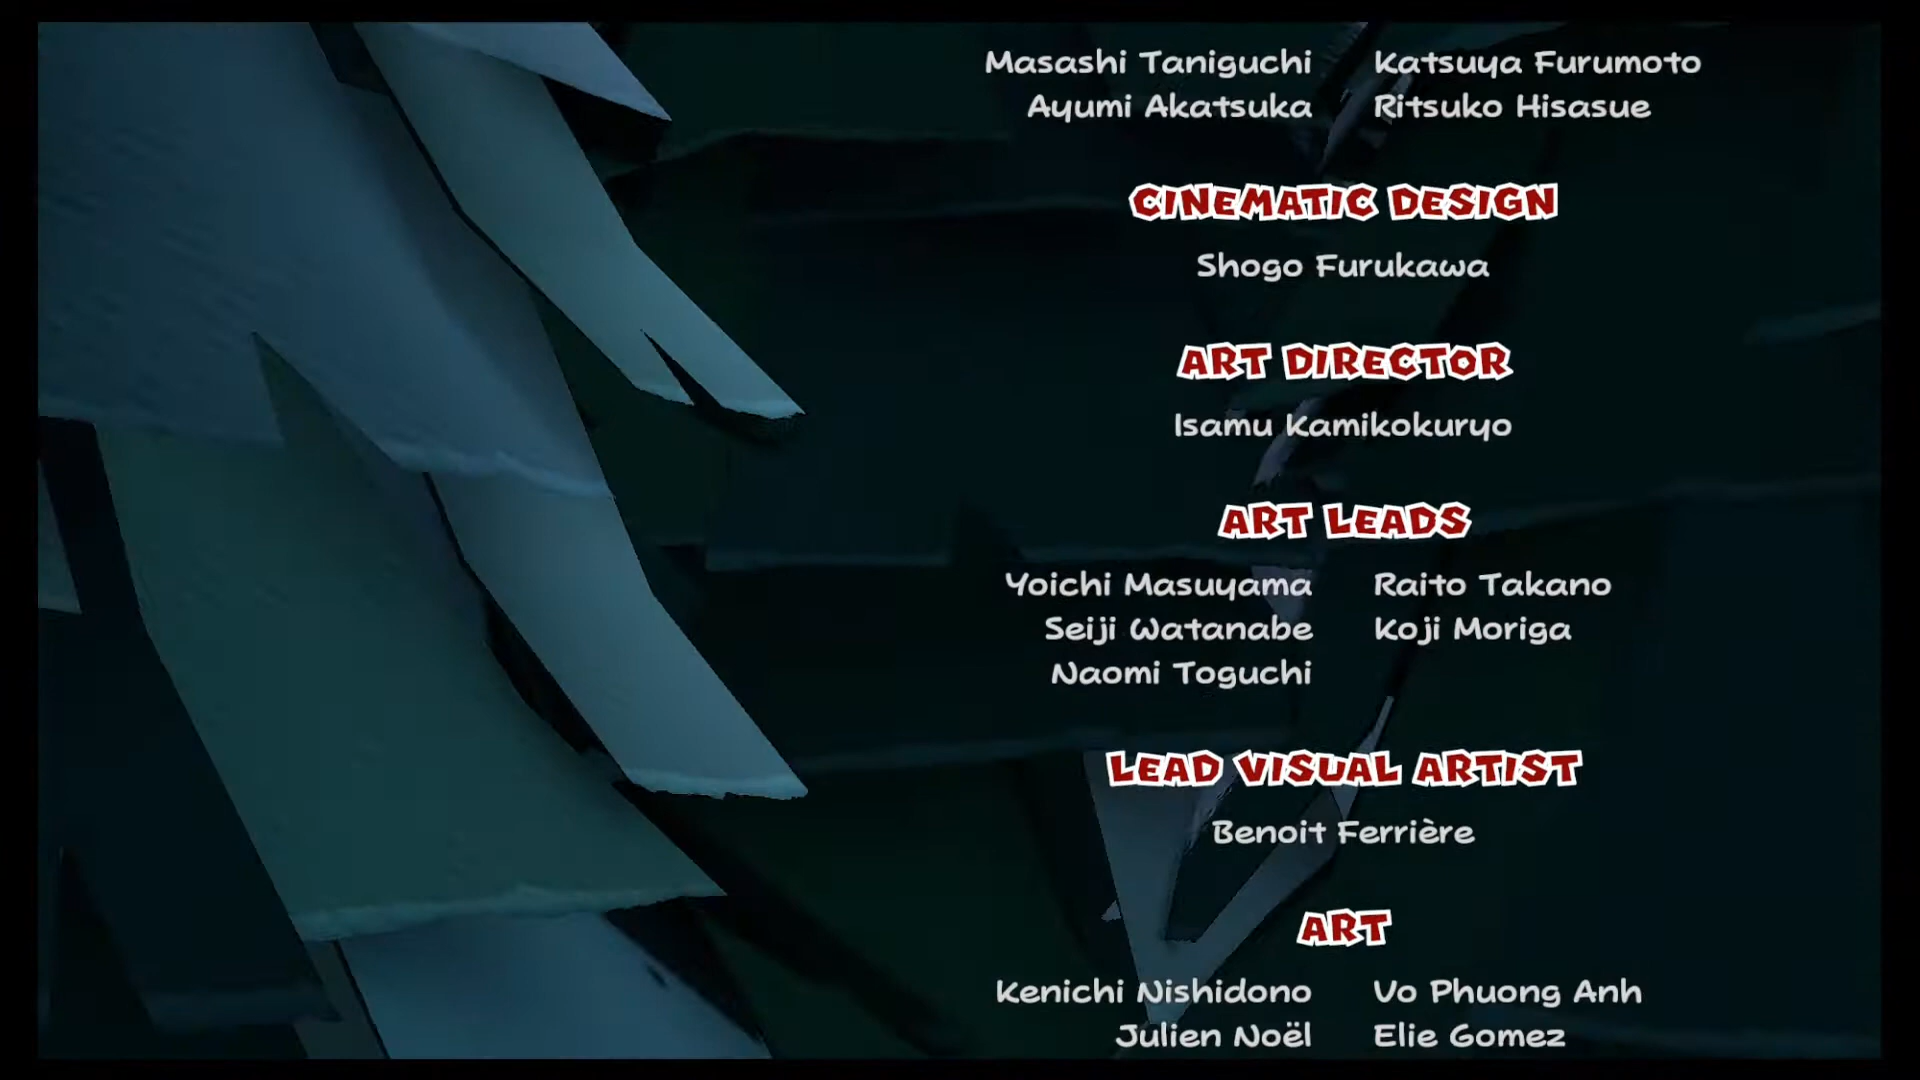 Masashi Taniguchi Katsuya Furumoto
Ayumi Akatsuka Ritsuko Hisasue
CINEMATIC DESIGN
Shogo Furukawa
ART DIRECTOR
Isamu Kamikokuryo
ART LEADS
Yoichi Masuyama Raito Takano
Seiji Watanabe Koji Moriga
Naomi Toguchi
LEAD VISUAL ARTIST
Benoit Ferrière
ART
Kenichi Nishidono Vo Phuong Anh
Julien Noël Elie Gomez